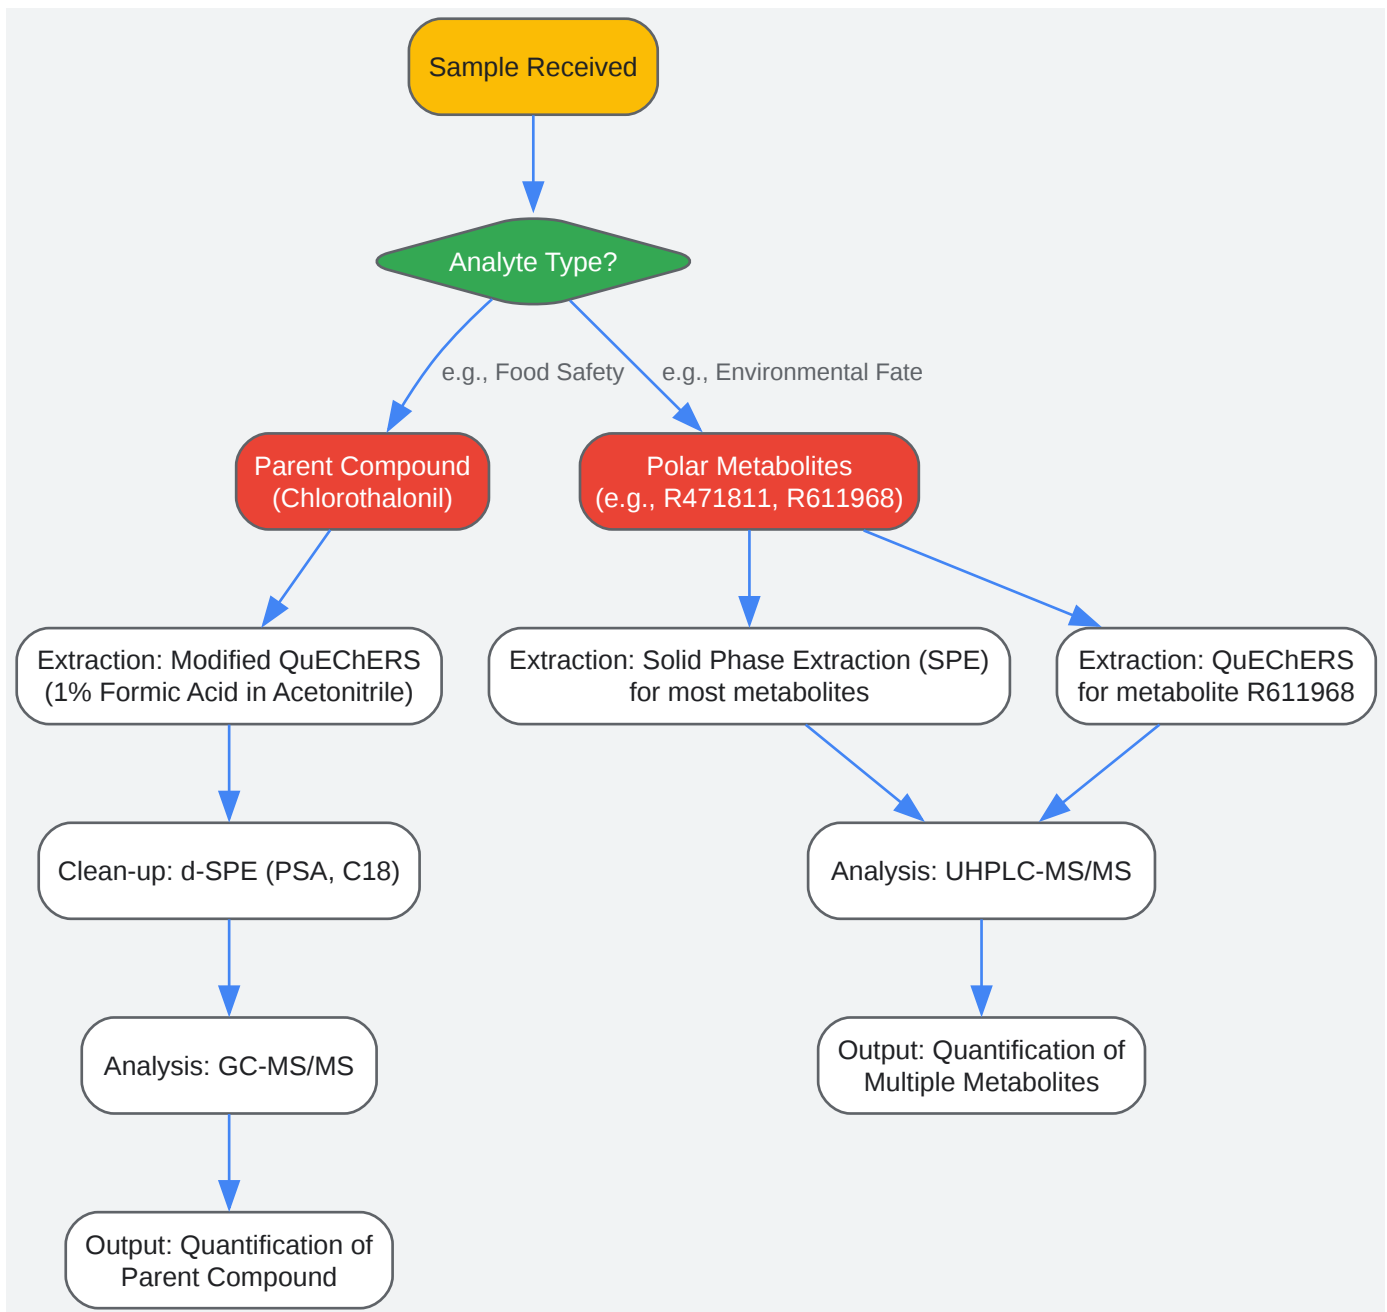 Sample Received
Analyte Type?
e.g., Food Safety
e.g., Environmental Fate
Parent Compound
(Chlorothalonil)
Polar Metabolites
(e.g., R471811, R611968)
Extraction: Modified QuEChERS
(1% Formic Acid in Acetonitrile)
Extraction: Solid Phase Extraction (SPE)
for most metabolites
Extraction: QuEChERS
for metabolite R611968
Clean-up: d-SPE (PSA, C18)
Analysis: UHPLC-MS/MS
Analysis: GC-MS/MS
Output: Quantification of
Multiple Metabolites
Output: Quantification of
Parent Compound